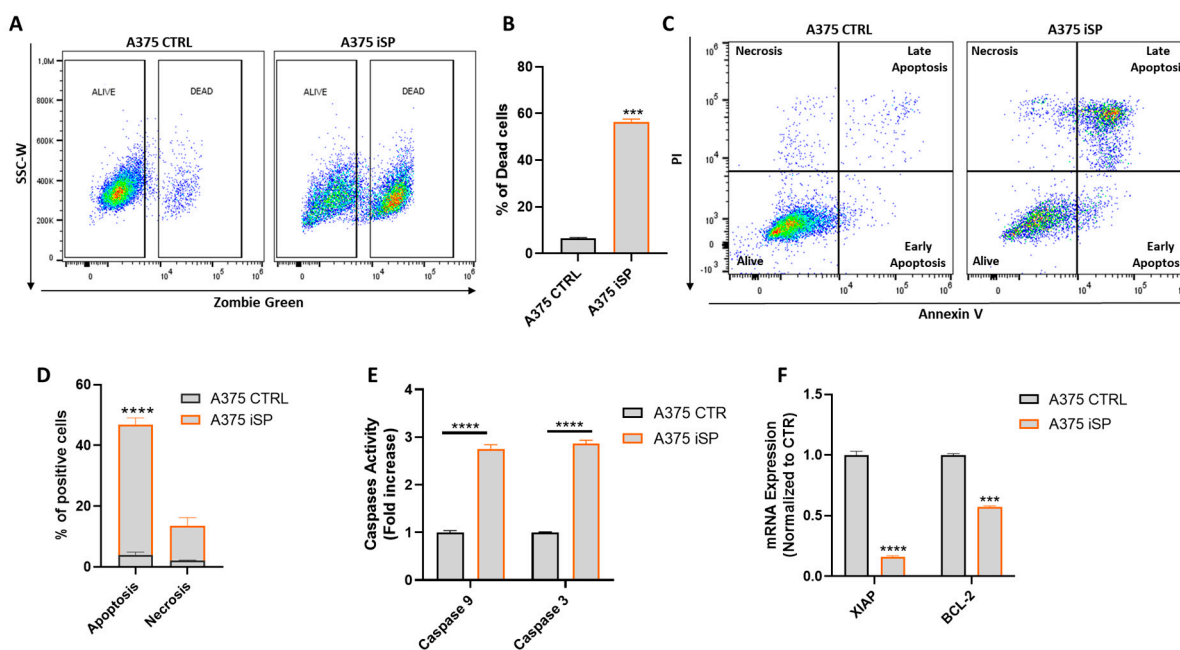 A
A375 CTRL
A375 iSP
1,0M
800K
600K
400K
200K
0
ALIVE
DEAD
ALIVE
DEAD
SSC-W
0
10^4
10^5
10^6
0
10^4
10^5
10^6
Zombie Green
B
% of Dead cells
80
60
40
20
0
***
A375 CTRL
A375 iSP
C
A375 CTRL
A375 iSP
Necrosis
Late
Apoptosis
Necrosis
Late
Apoptosis
PI
10^6
10^5
10^4
10^3
0
-10^3
Alive
Early
Apoptosis
Alive
Early
Apoptosis
0
10^4
10^5
10^6
0
10^4
10^5
10^6
Annexin V
D
% of positive cells
60
40
20
0
****
A375 CTRL
A375 iSP
Apoptosis
Necrosis
E
Caspases Activity
(Fold increase)
4
3
2
1
0
****
****
A375 CTR
A375 iSP
Caspase 9
Caspase 3
F
mRNA Expression
(Normalized to CTR)
1.5
1.0
0.5
0.0
****
***
A375 CTRL
A375 iSP
XIAP
BCL-2